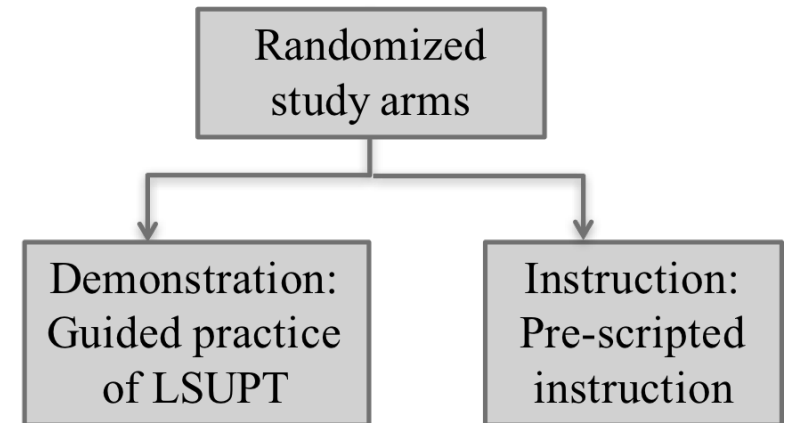 Randomized
study arms
Demonstration:
Guided practice
of LSUPT
Instruction:
Pre-scripted
instruction